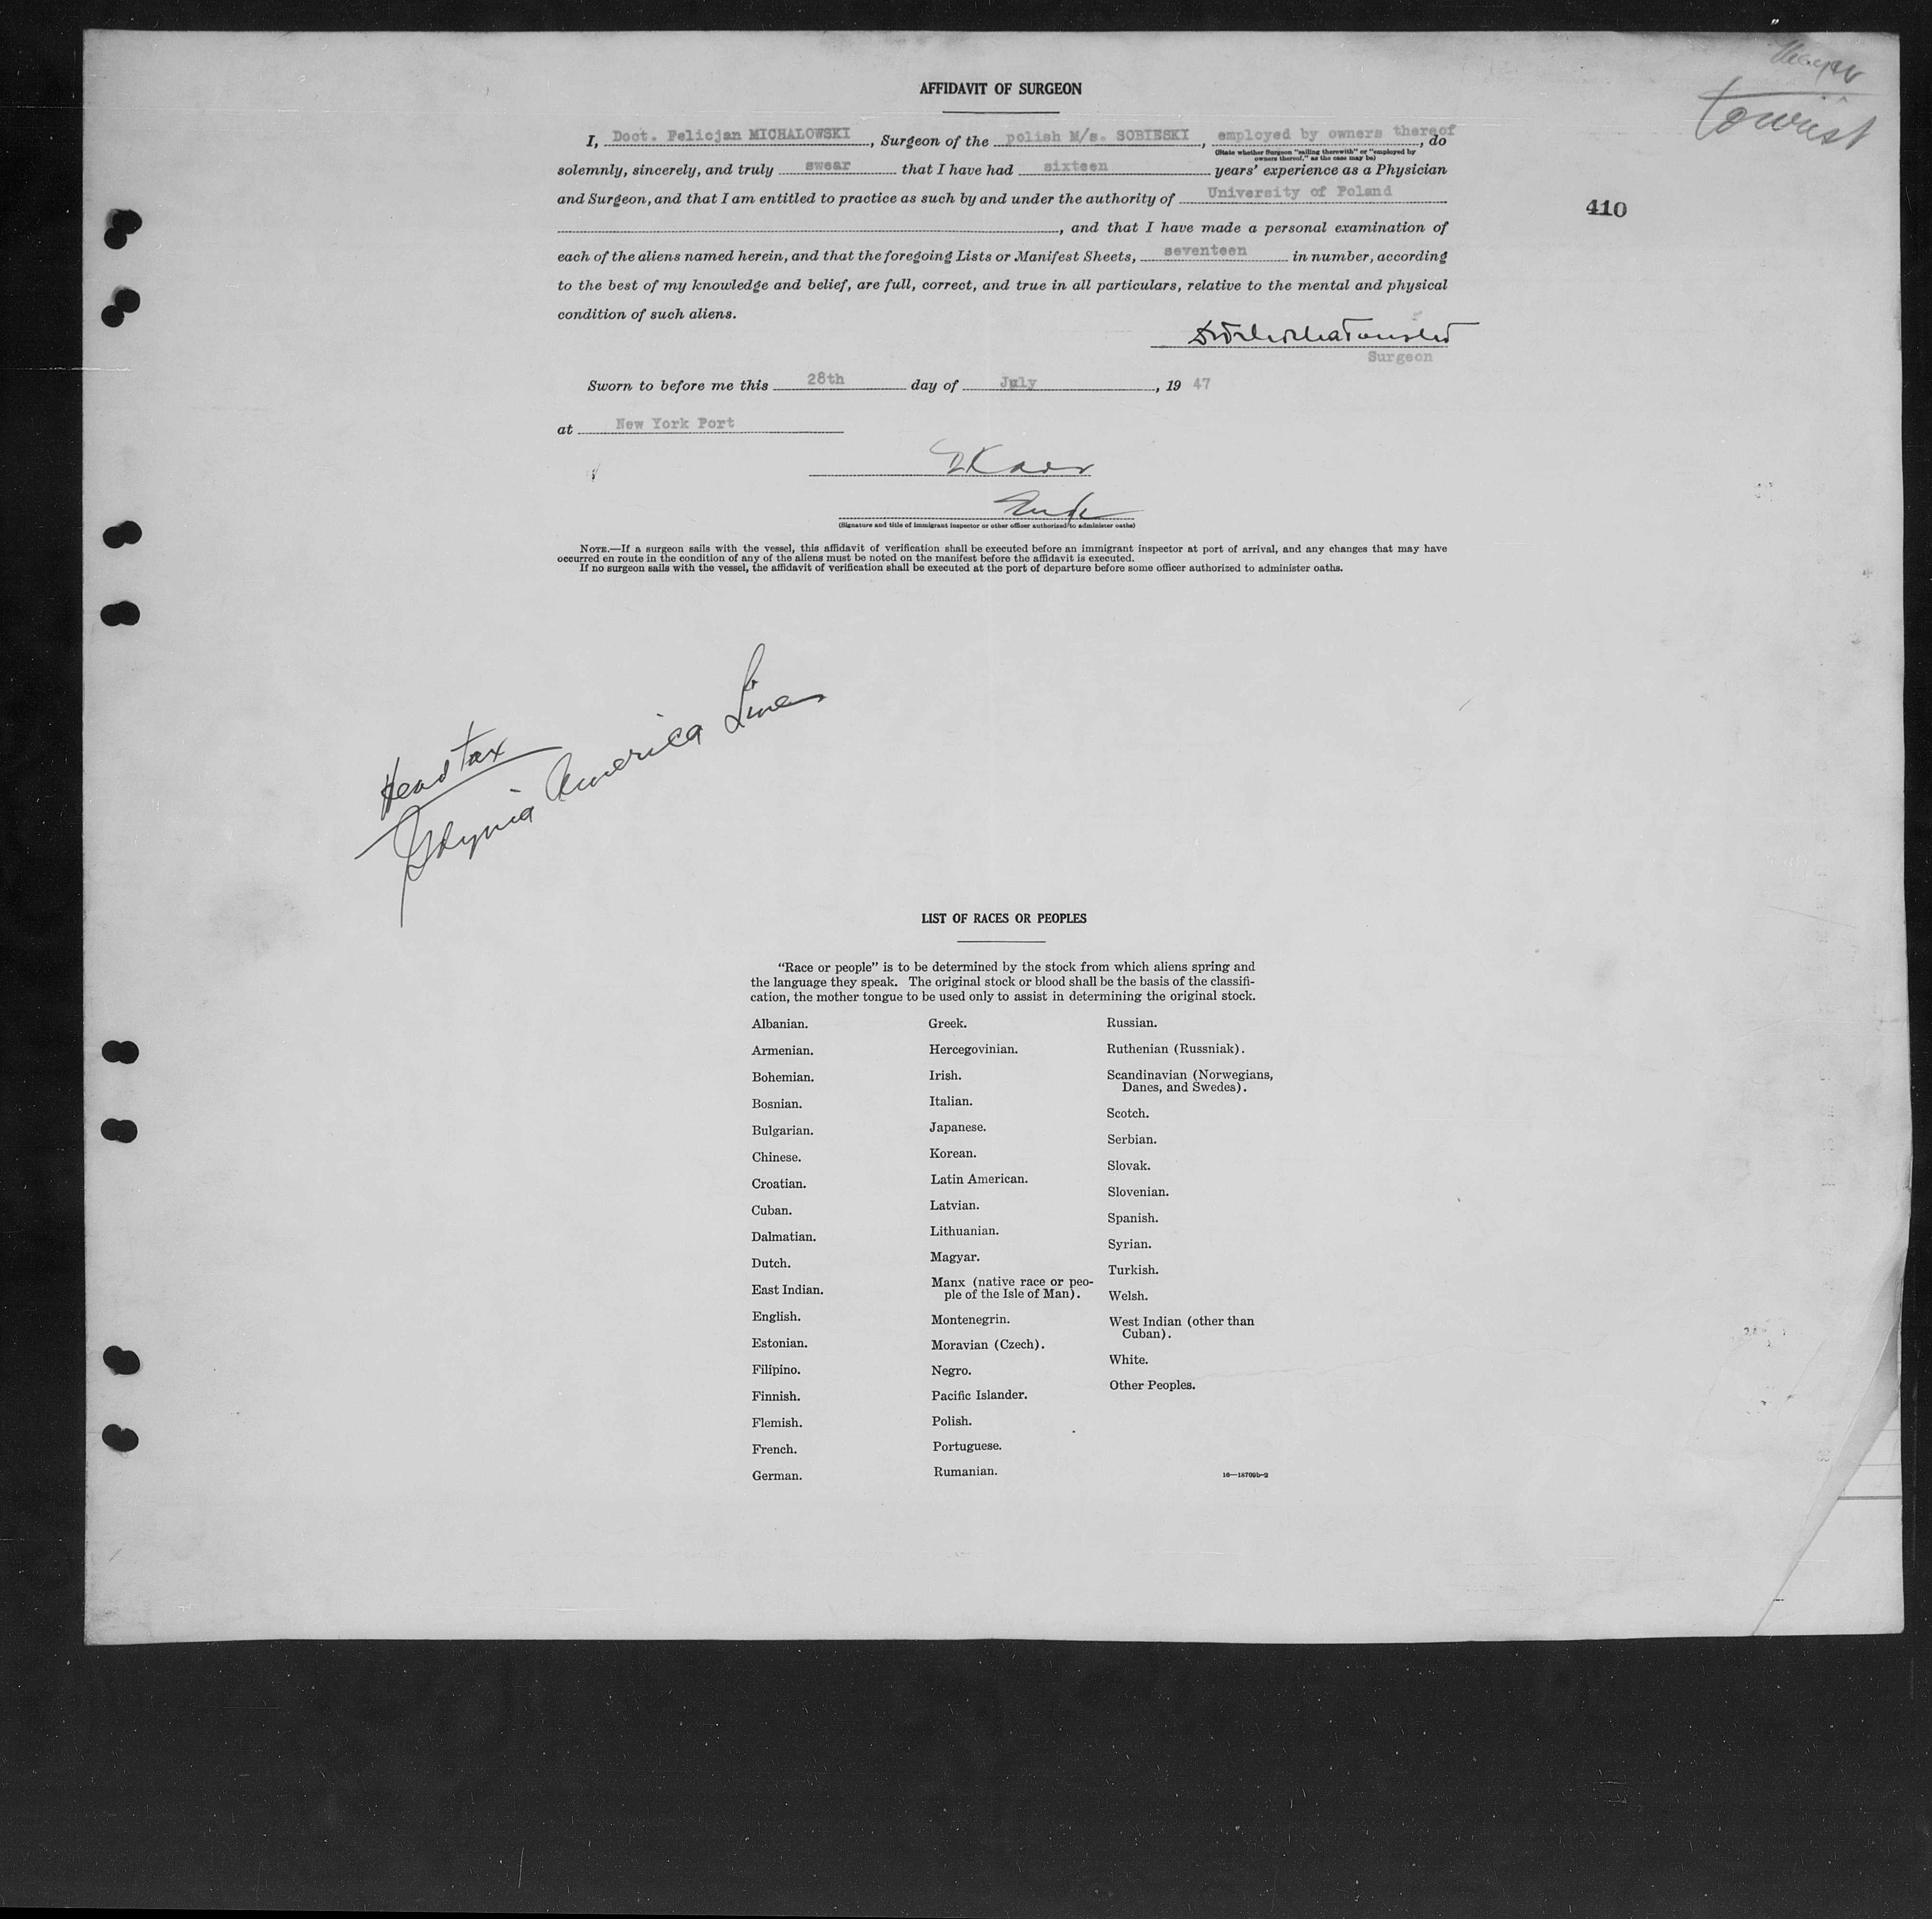 tourist
AFFIDAVIT OF SURGEON
I, Doct. Felicjan MICHALOWSKI, Surgeon of the polish M/s. SOBIESKI, employed by owners thereof, do
(State whether Surgeon "sailing therewith" or "employed by
owners thereof," as the case may be)
solemnly, sincerely, and truly swear that I have had sixteen years' experience as a Physician
and Surgeon, and that I am entitled to practice as such by and under the authority of University of Poland
410
, and that I have made a personal examination of
each of the aliens named herein, and that the foregoing Lists or Manifest Sheets, seventeen in number, according
to the best of my knowledge and belief, are full, correct, and true in all particulars, relative to the mental and physical
condition of such aliens.
Surgeon
Sworn to before me this 28th day of July, 19 47
at New York Port
(Signature and title of immigrant inspector or other officer authorized to administer oaths)
NOTE.—If a surgeon sails with the vessel, this affidavit of verification shall be executed before an immigrant inspector at port of arrival, and any changes that may have
occurred en route in the condition of any of the aliens must be noted on the manifest before the affidavit is executed.
If no surgeon sails with the vessel, the affidavit of verification shall be executed at the port of departure before some officer authorized to administer oaths.
Head tax
Gdynia America Line
LIST OF RACES OR PEOPLES
"Race or people" is to be determined by the stock from which aliens spring and
the language they speak. The original stock or blood shall be the basis of the classifi-
cation, the mother tongue to be used only to assist in determining the original stock.
Albanian.
Armenian.
Bohemian.
Bosnian.
Bulgarian.
Chinese.
Croatian.
Cuban.
Dalmatian.
Dutch.
East Indian.
English.
Estonian.
Filipino.
Finnish.
Flemish.
French.
German.
Greek.
Hercegovinian.
Irish.
Italian.
Japanese.
Korean.
Latin American.
Latvian.
Lithuanian.
Magyar.
Manx (native race or peo-
ple of the Isle of Man).
Montenegrin.
Moravian (Czech).
Negro.
Pacific Islander.
Polish.
Portuguese.
Rumanian.
Russian.
Ruthenian (Russniak).
Scandinavian (Norwegians,
Danes, and Swedes).
Scotch.
Serbian.
Slovak.
Slovenian.
Spanish.
Syrian.
Turkish.
Welsh.
West Indian (other than
Cuban).
White.
Other Peoples.
16—18709b-2